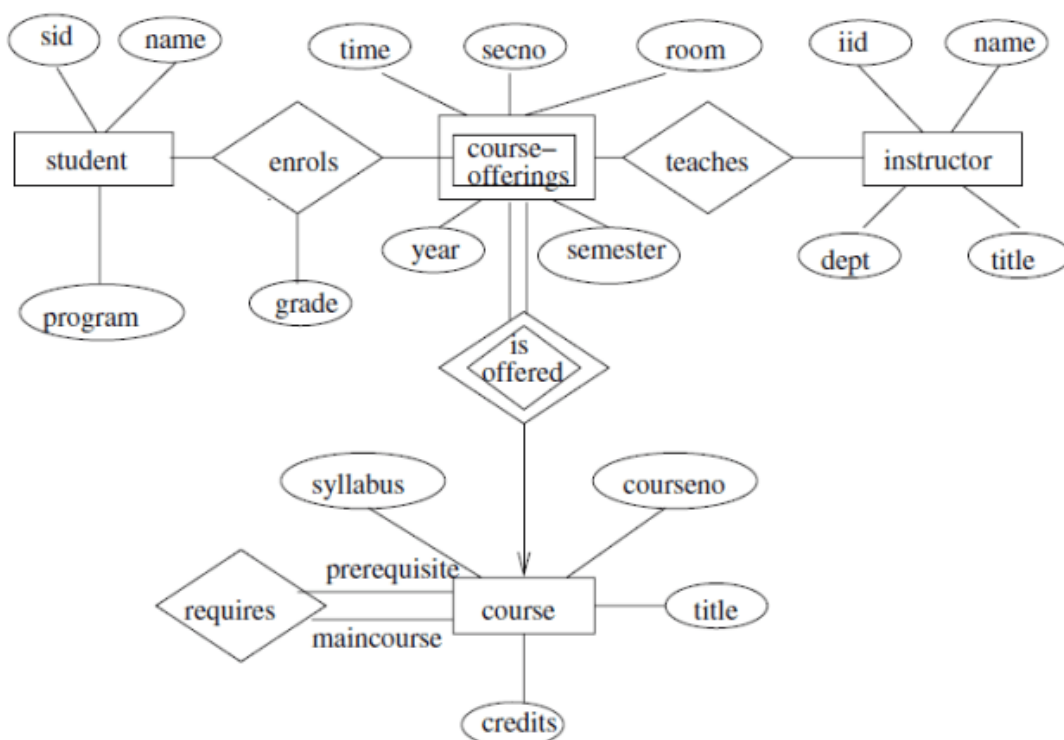 sid
name
time
secno
room
iid
name
student
enrols
course–
offerings
teaches
instructor
year
semester
dept
title
program
grade
is
offered
syllabus
courseno
prerequisite
requires
course
title
maincourse
credits